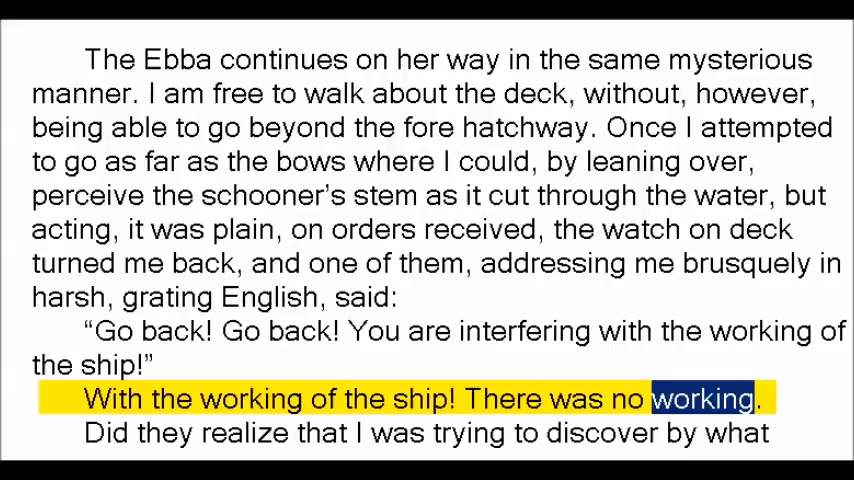 The Ebba continues on her way in the same mysterious
manner. I am free to walk about the deck, without, however,
being able to go beyond the fore hatchway. Once I attempted
to go as far as the bows where I could, by leaning over,
perceive the schooner’s stem as it cut through the water, but
acting, it was plain, on orders received, the watch on deck
turned me back, and one of them, addressing me brusquely in
harsh, grating English, said:
“Go back! Go back! You are interfering with the working of
the ship!”
With the working of the ship! There was no working.
Did they realize that I was trying to discover by what